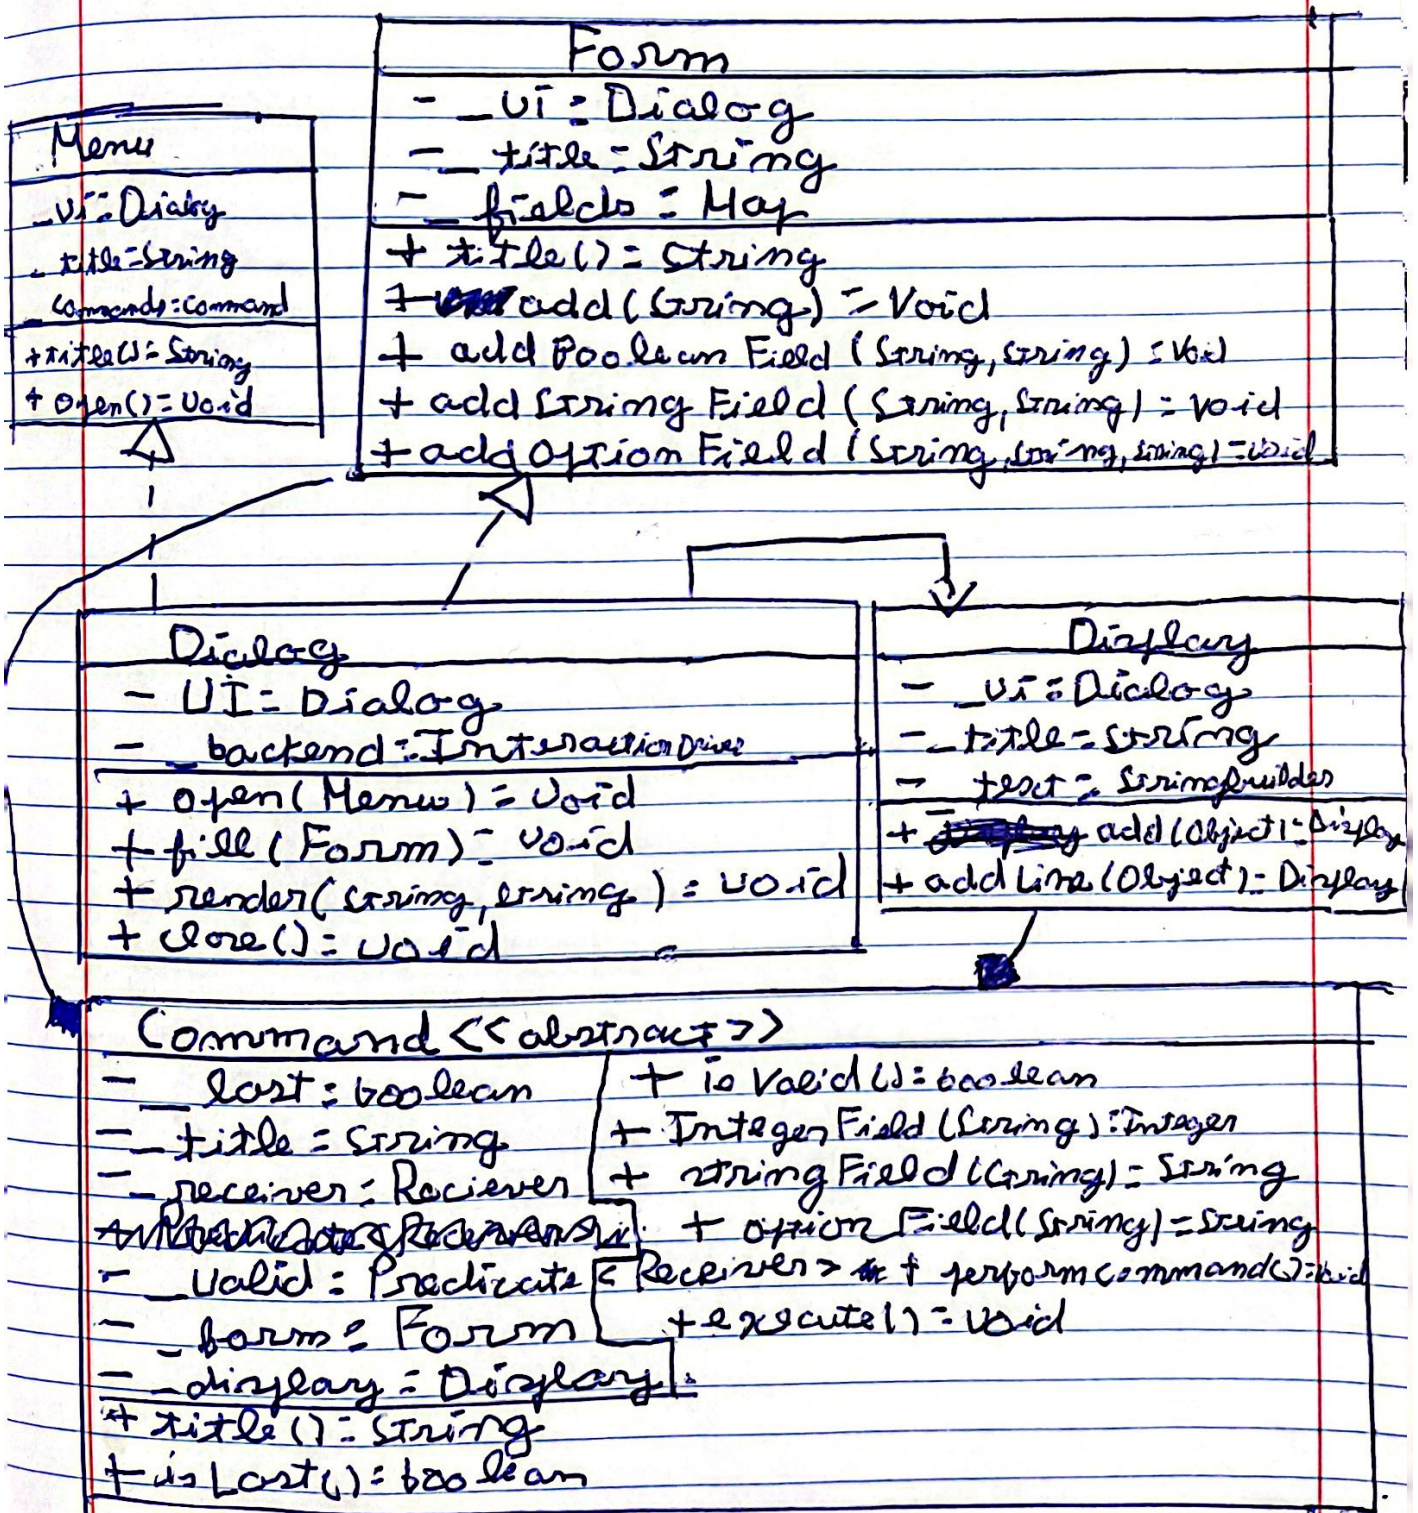 Form
- _ui : Dialog
- _title : String
- _fields : Map
+ title() : String
+ add(String) : Void
+ add Boolean Field (String, String) : Void
+ add String Field (String, String) : void
+ add Option Field (String, String, String) : void
Menu
_ui : Dialog
_title : String
_commands : Command
+ title() : String
+ open() : Void
Dialog
- UI : Dialog
- _backend : InteractionDriver
+ open(Menu) : Void
+ fill(Form) : void
+ render(String, String) : void
+ close() : void
Display
- _ui : Dialog
- _title : String
- _text : Stringbuilder
+ add(Object) : Display
+ add Line (Object) : Display
Command <<abstract>>
- _last : boolean
- _title : String
- _receiver : Reciever
- _valid : Predicate < Receiver >
- _form : Form
- _display : Display
+ title() : String
+ is Last() : boolean
+ is Valid() : boolean
+ Integer Field (String) : Integer
+ string Field (String) : String
+ option Field (String) : String
+ perform command() : void
+ execute() : void